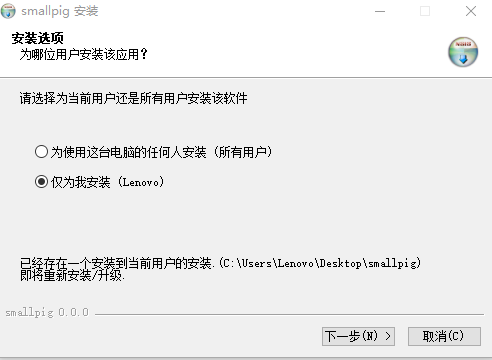 smallpig 安装
安装选项
为哪位用户安装该应用？
请选择为当前用户还是所有用户安装该软件
为使用这台电脑的任何人安装 (所有用户)
仅为我安装 (Lenovo)
已经存在一个安装到当前用户的安装.(C:\Users\Lenovo\Desktop\smallpig)
即将重新安装/升级.
smallpig 0.0.0
下一步(N) >
取消(C)